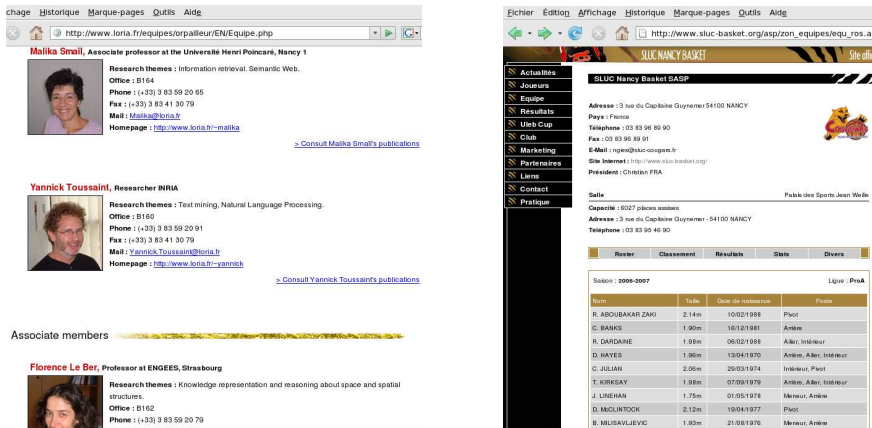 chage Historique Marque-pages Outils Aide
http://www.loria.fr/equipes/orpailleur/EN/Equipe.php
Malika Smail, Associate professor at the Université Henri Poincaré, Nancy 1
Research themes : Information retrieval. Semantic Web.
Office : B164
Phone : (+33) 3 83 59 20 65
Fax : (+33) 3 83 41 30 79
Mail : Malika@loria.fr
Homepage : http://www.loria.fr/~malika
> Consult Malika Smail's publications
Yannick Toussaint, Researcher INRIA
Research themes : Text mining, Natural Language Processing.
Office : B160
Phone : (+33) 3 83 59 20 91
Fax : (+33) 3 83 41 30 79
Mail : Yannick.Toussaint@loria.fr
Homepage : http://www.loria.fr/~yannick
> Consult Yannick Toussaint's publications
Associate members
Florence Le Ber, Professor at ENGEES, Strasbourg
Research themes : Knowledge representation and reasoning about space and spatial
structures.
Office : B162
Phone : (+33) 3 83 59 20 79
Fichier Édition Affichage Historique Marque-pages Outils Aide
http://www.sluc-basket.org/asp/zon_equipes/equ_ros.a
SLUC NANCY BASKET
Site offi
Actualités
Joueurs
Equipe
Résultats
Uleb Cup
Club
Marketing
Partenaires
Liens
Contact
Pratique
SLUC Nancy Basket SASP
Adresse : 3 rue du Capitaine Guynemer 54100 NANCY
Pays : France
Téléphone : 03 83 96 89 90
Fax : 03 83 96 89 91
E-Mail : ngies@sluc-cougars.fr
Site Internet : http://www.sluc-basket.org/
Président : Christian FRA
Salle Palais des Sports Jean Weille
Capacité : 6027 places assises
Adresse : 3 rue du Capitaine Guynemer - 54100 NANCY
Téléphone : 03 83 95 46 90
Roster Classement Résultats Stats Divers
Saison : 2006-2007 Ligue : ProA
Nom Taille Date de naissance Poste
R. ABOUBAKAR ZAKI 2.14m 10/02/1988 Pivot
C. BANKS 1.90m 16/12/1981 Arrière
R. DARDAINE 1.98m 06/02/1988 Ailier, Intérieur
D. HAYES 1.96m 13/04/1970 Arrière, Ailier, Intérieur
C. JULIAN 2.06m 29/03/1974 Intérieur, Pivot
T. KIRKSAY 1.98m 07/09/1979 Arrière, Ailier, Intérieur
J. LINEHAN 1.75m 01/05/1978 Meneur, Arrière
D. McCLINTOCK 2.12m 19/04/1977 Pivot
B. MILISAVLJEVIC 1.93m 21/08/1976 Meneur, Arrière